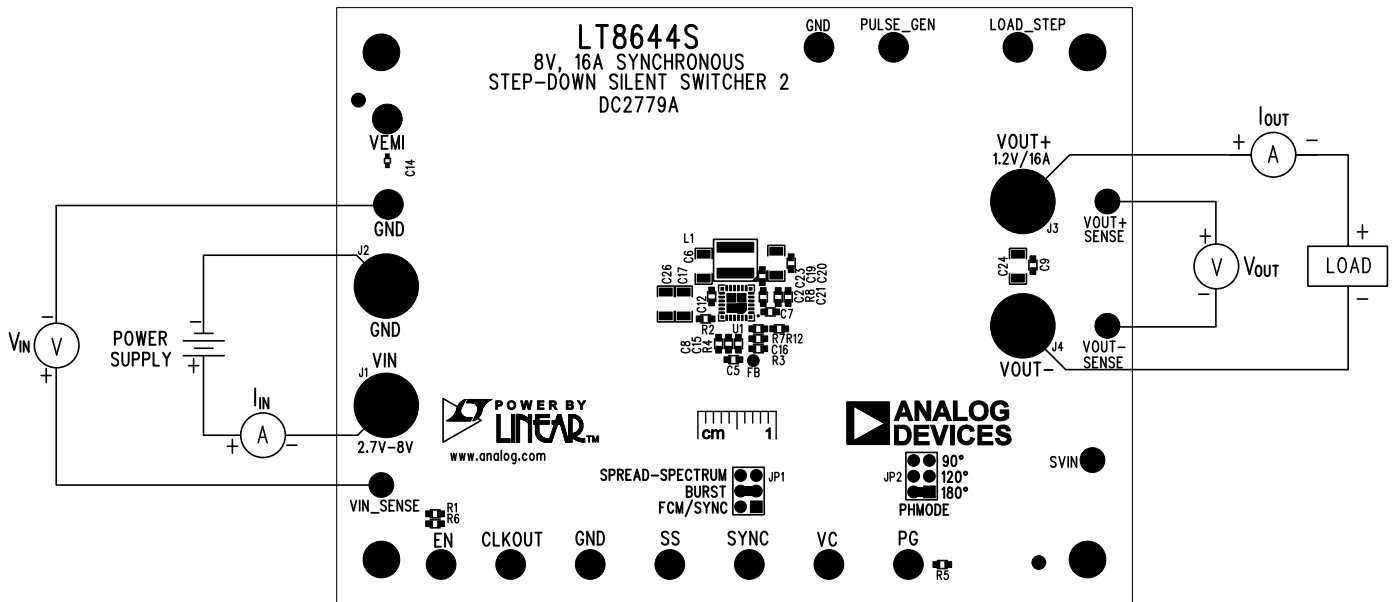 LT8644S
8V, 16A SYNCHRONOUS
STEP-DOWN SILENT SWITCHER 2
DC2779A
GND
PULSE_GEN
LOAD_STEP
VEMI
C14
GND
J2
GND
VIN
J1
2.7V-8V
VIN_SENSE
VIN
V
+
-
POWER
SUPPLY
-
+
IIN
A
+
-
VOUT+
1.2V/16A
J3
VOUT+
SENSE
C24
C9
J4
VOUT-
VOUT-
SENSE
IOUT
+
A
-
+
V
-
VOUT
+
LOAD
-
L1
C6
C26
C17
C12
C23
C19
C20
C2
R8
C21
C7
R2
U1
C8
C15
R4
R7
R12
C16
R3
C5
FB
POWER BY
LINEAR™
www.analog.com
cm 1
ANALOG
DEVICES
SPREAD-SPECTRUM
BURST
FCM/SYNC
JP1
JP2
90°
120°
180°
PHMODE
SVIN
R1
R6
EN
CLKOUT
GND
SS
SYNC
VC
PG
R5